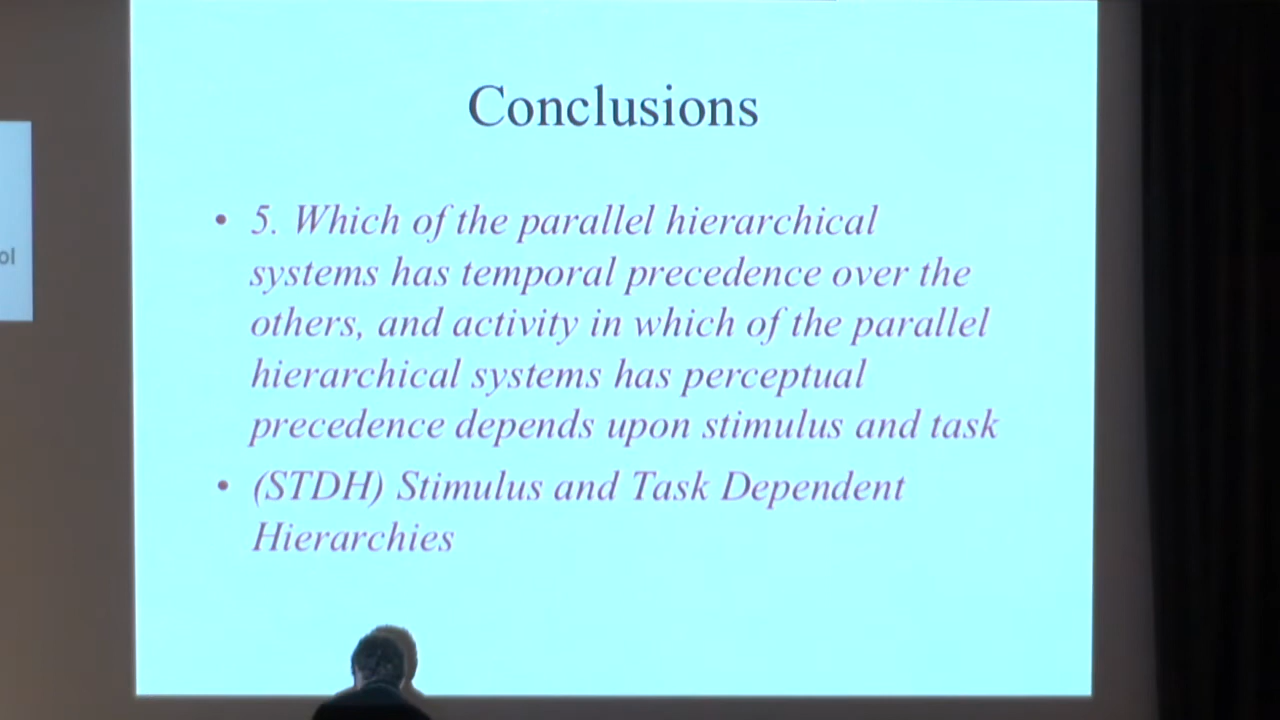 Conclusions
• 5. Which of the parallel hierarchical
systems has temporal precedence over the
others, and activity in which of the parallel
hierarchical systems has perceptual
precedence depends upon stimulus and task
• (STDH) Stimulus and Task Dependent
Hierarchies
ol